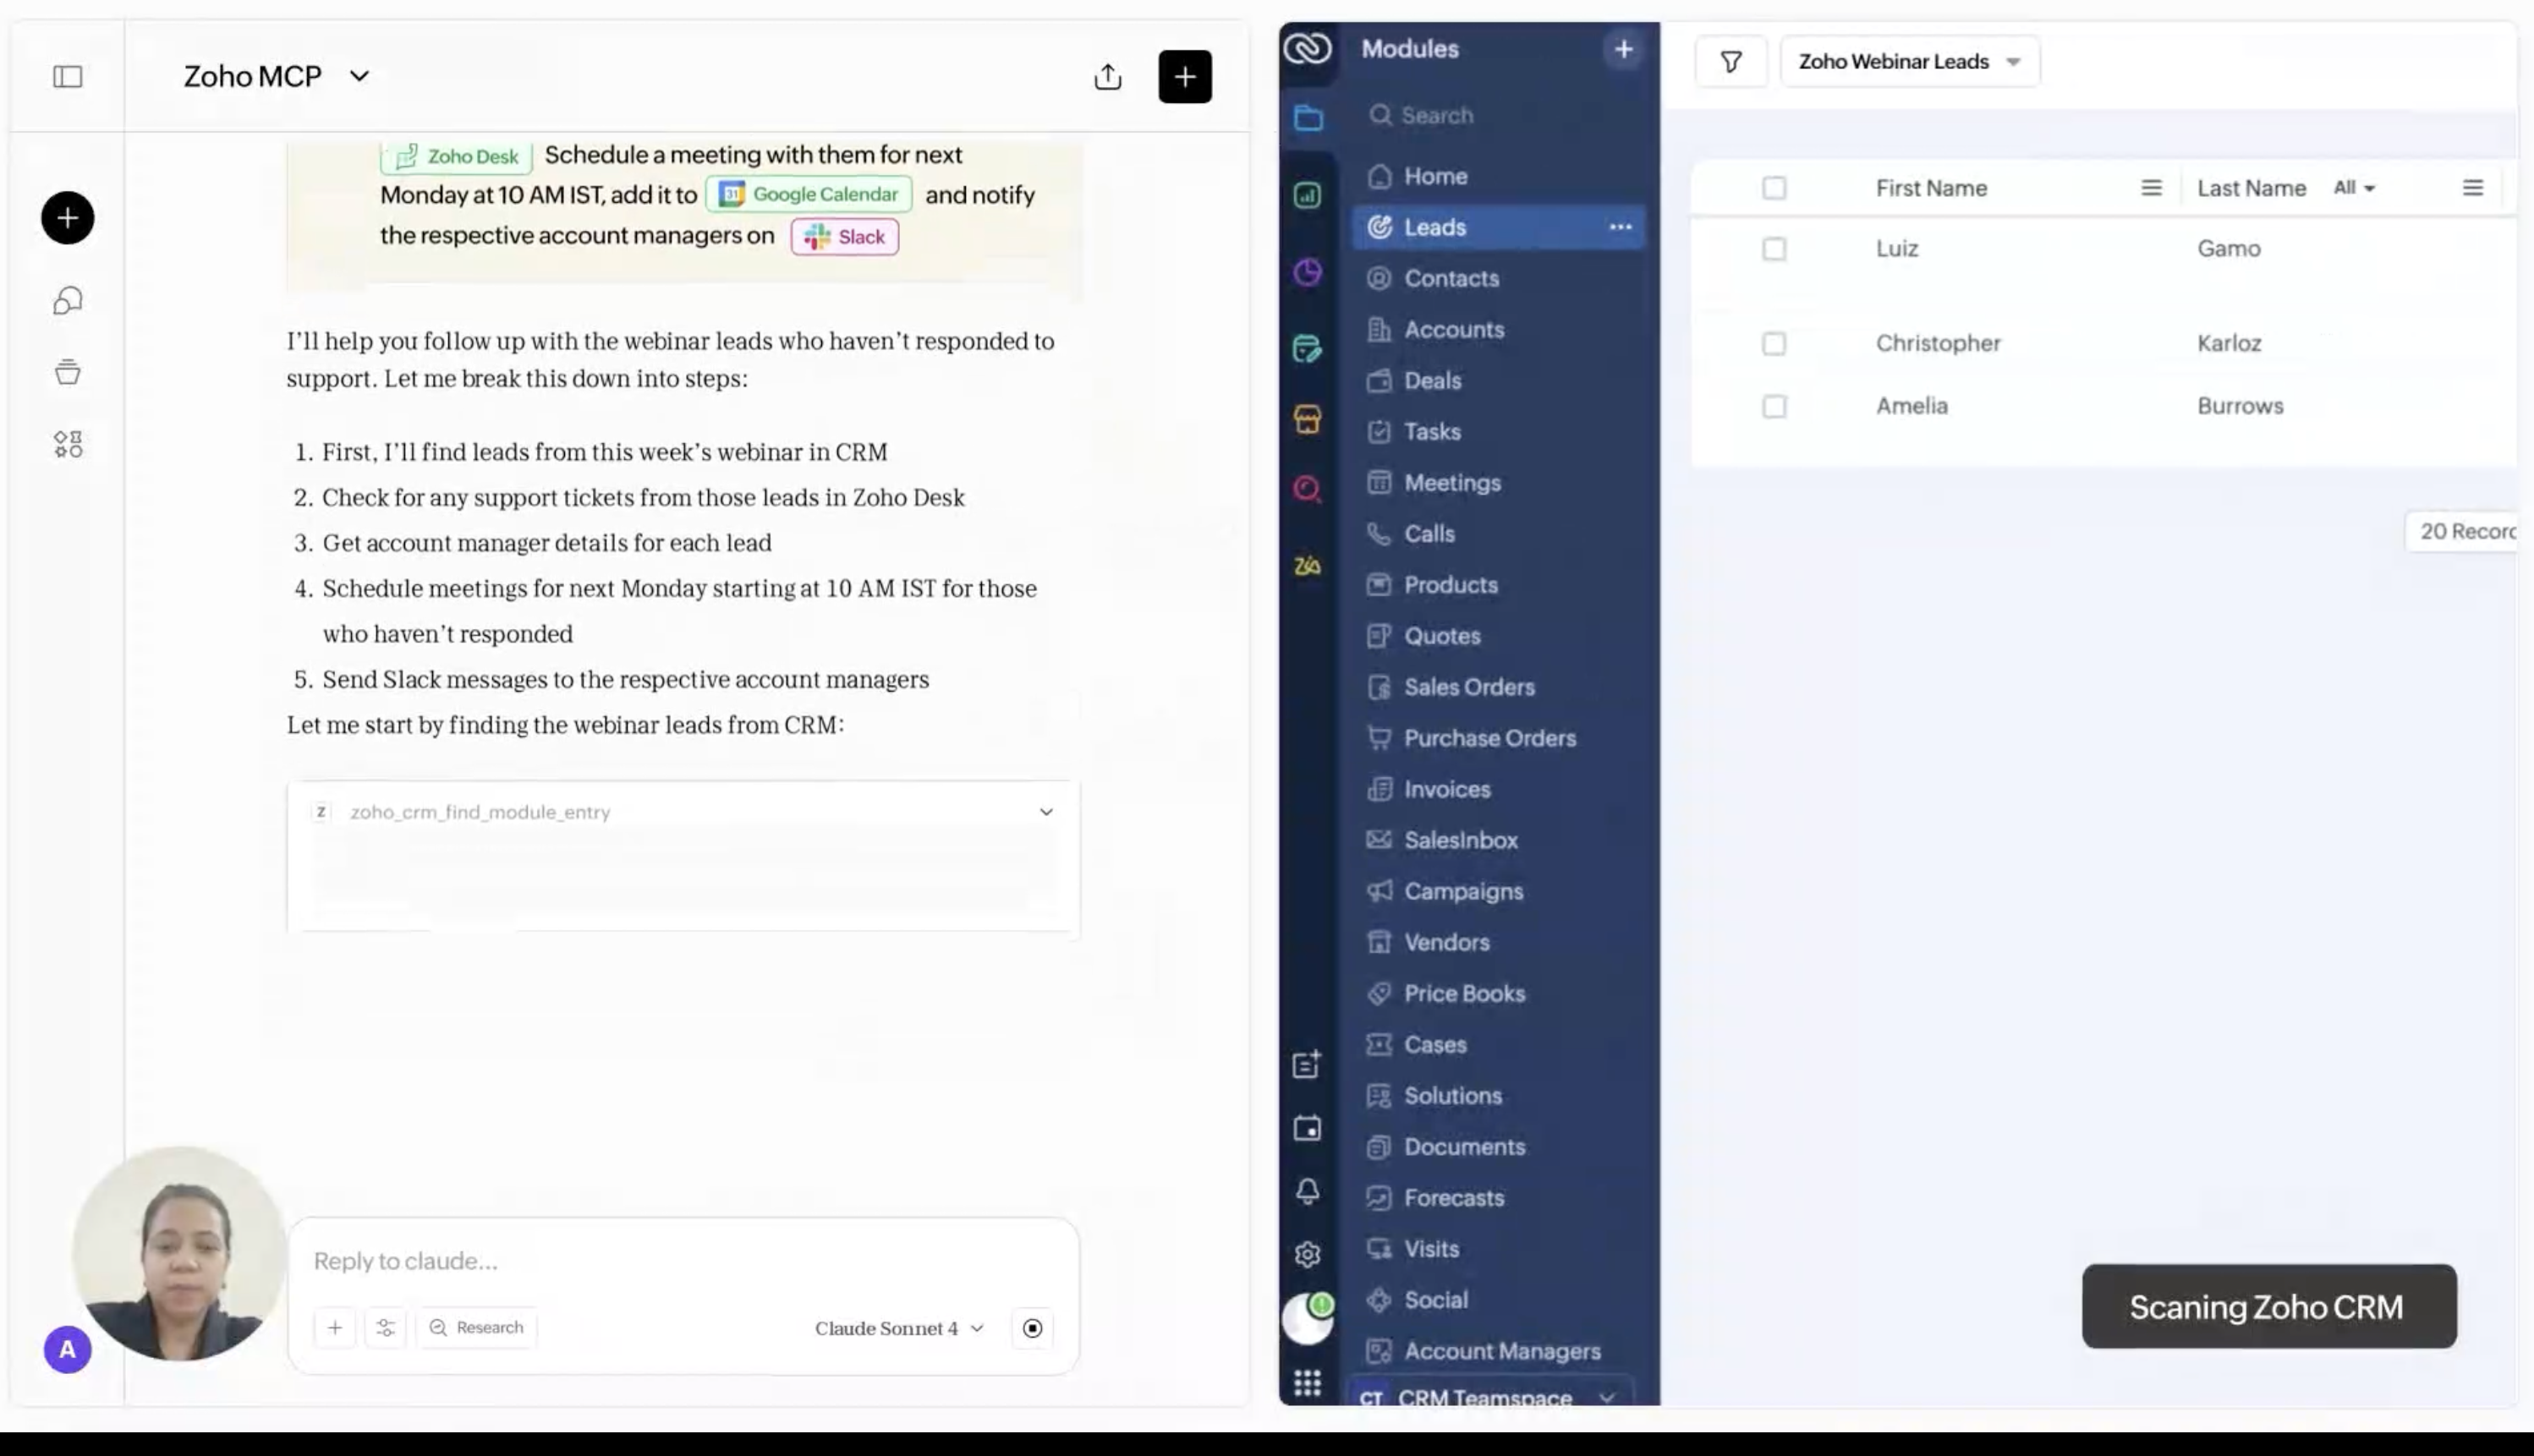 Zoho MCP
Zoho Desk Schedule a meeting with them for next
Monday at 10 AM IST, add it to 31 Google Calendar and notify
the respective account managers on Slack
I'll help you follow up with the webinar leads who haven't responded to
support. Let me break this down into steps:
1. First, I'll find leads from this week's webinar in CRM
2. Check for any support tickets from those leads in Zoho Desk
3. Get account manager details for each lead
4. Schedule meetings for next Monday starting at 10 AM IST for those
who haven't responded
5. Send Slack messages to the respective account managers
Let me start by finding the webinar leads from CRM:
Z zoho_crm_find_module_entry
Reply to claude...
Research
Claude Sonnet 4
A
Modules
Search
Home
Leads
Contacts
Accounts
Deals
Tasks
Meetings
Calls
Products
Quotes
Sales Orders
Purchase Orders
Invoices
SalesInbox
Campaigns
Vendors
Price Books
Cases
Solutions
Documents
Forecasts
Visits
Social
Account Managers
CT CRM Teamspace
Zia
Zoho Webinar Leads
First Name Last Name All
Luiz Gamo
Christopher Karloz
Amelia Burrows
20 Recor
Scaning Zoho CRM